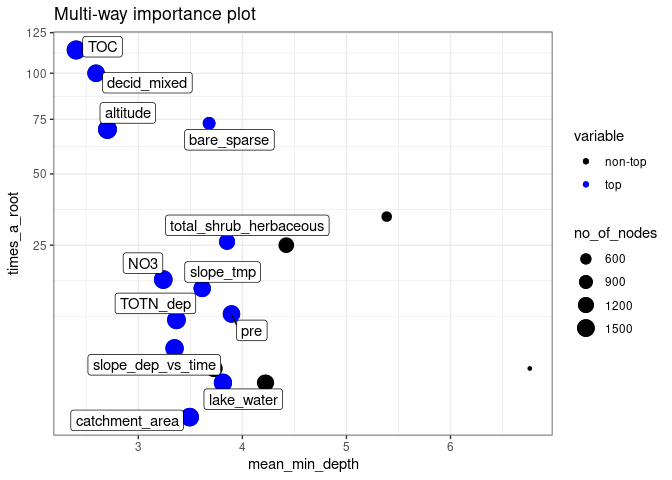 Multi-way importance plot
times_a_root
125
100
75
50
25
TOC
decid_mixed
altitude
bare_sparse
total_shrub_herbaceous
NO3
slope_tmp
TOTN_dep
pre
slope_dep_vs_time
lake_water
catchment_area
3
4
5
6
mean_min_depth
variable
non-top
top
no_of_nodes
600
900
1200
1500